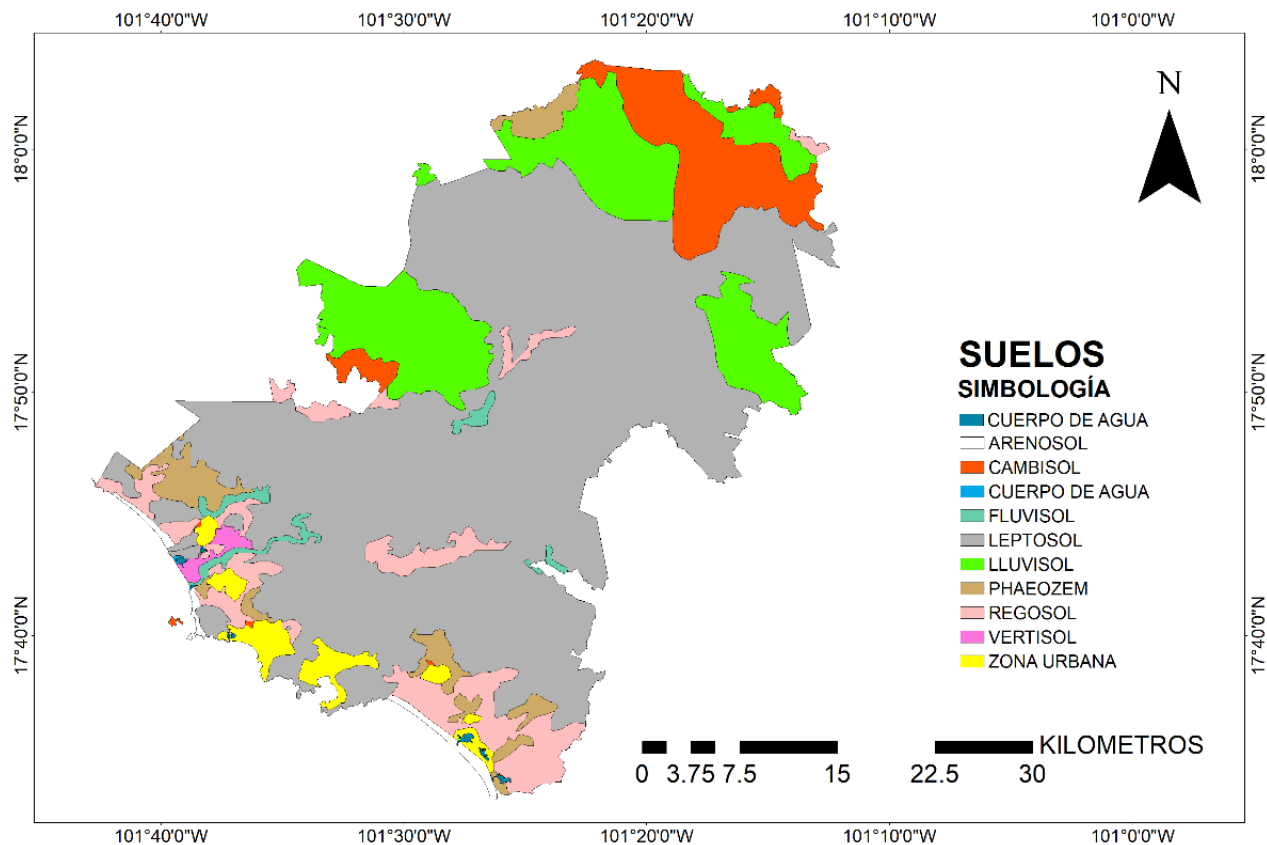 101°40'0"W 101°30'0"W 101°20'0"W 101°10'0"W 101°0'0"W
N
18°0'0"N 18°0'0"N
17°50'0"N 17°50'0"N
17°40'0"N 17°40'0"N
SUELOS
SIMBOLOGÍA
CUERPO DE AGUA
ARENOSOL
CAMBISOL
CUERPO DE AGUA
FLUVISOL
LEPTOSOL
LLUVISOL
PHAEOZEM
REGOSOL
VERTISOL
ZONA URBANA
KILOMETROS
0 3.75 7.5 15 22.5 30
101°40'0"W 101°30'0"W 101°20'0"W 101°10'0"W 101°0'0"W